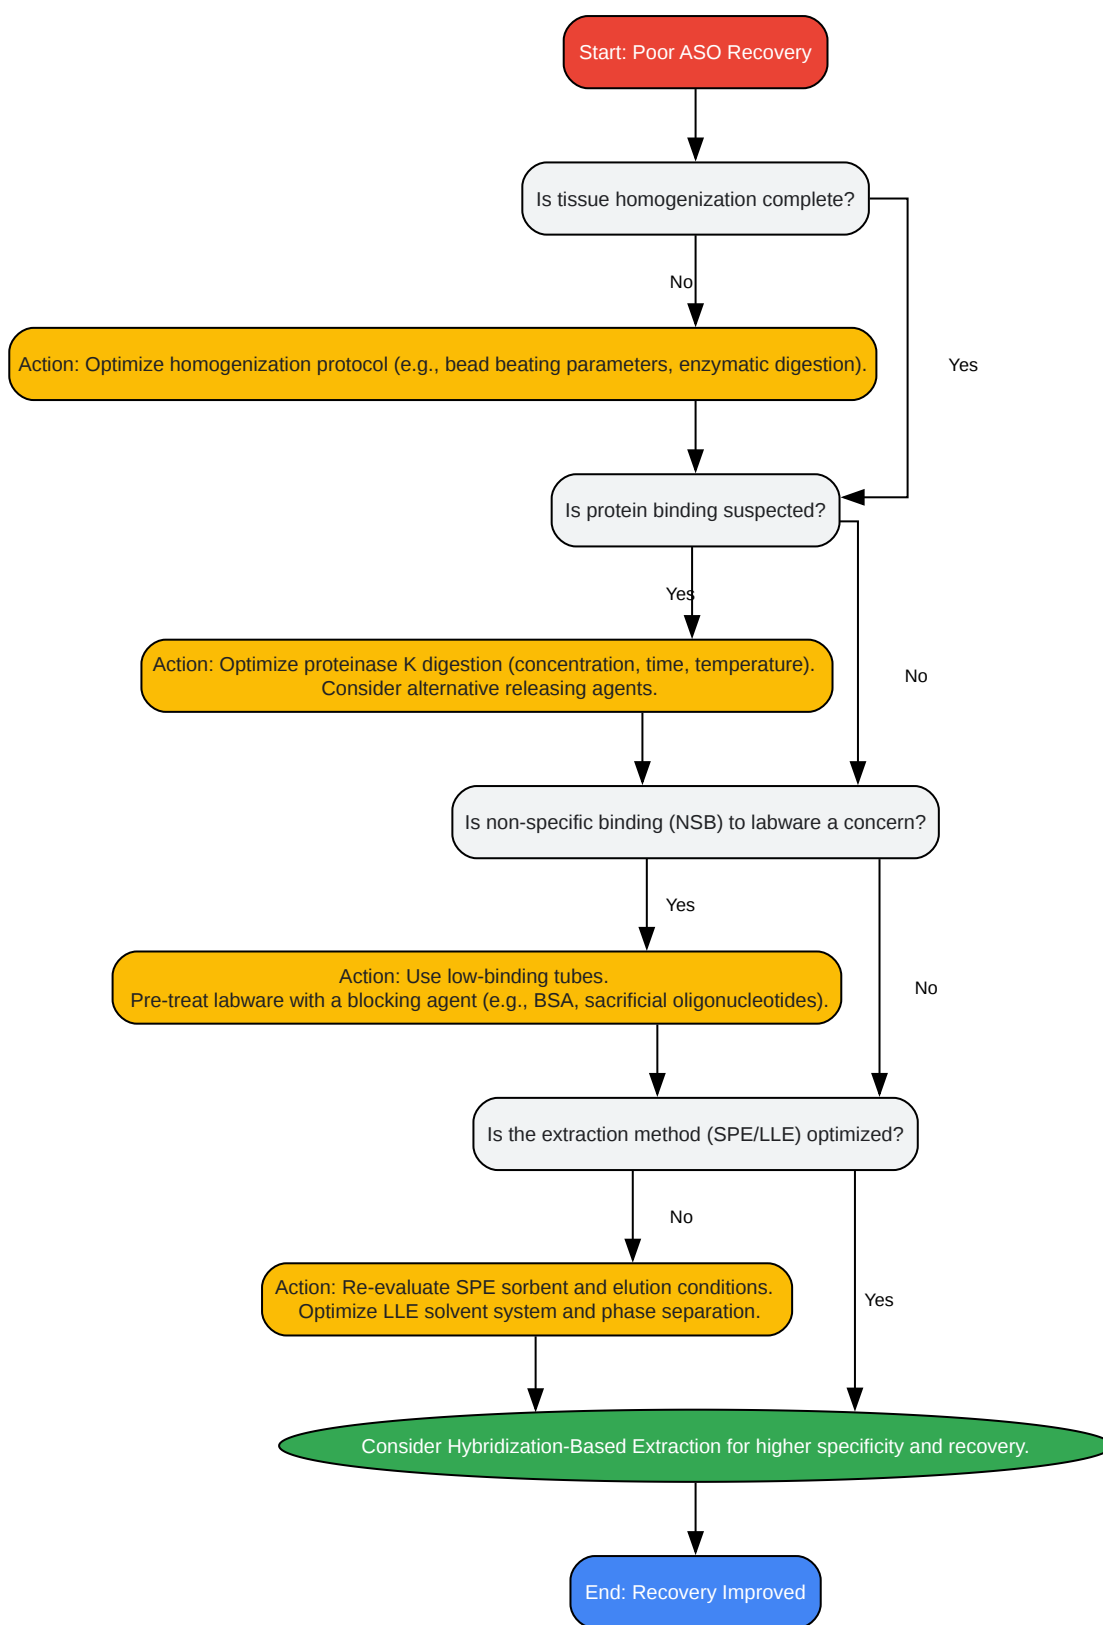 Start: Poor ASO Recovery
Is tissue homogenization complete?
No
Action: Optimize homogenization protocol (e.g., bead beating parameters, enzymatic digestion).
Yes
Is protein binding suspected?
Yes
Action: Optimize proteinase K digestion (concentration, time, temperature).
Consider alternative releasing agents.
No
Is non-specific binding (NSB) to labware a concern?
Yes
Action: Use low-binding tubes.
Pre-treat labware with a blocking agent (e.g., BSA, sacrificial oligonucleotides).
No
Is the extraction method (SPE/LLE) optimized?
No
Action: Re-evaluate SPE sorbent and elution conditions.
Optimize LLE solvent system and phase separation.
Yes
Consider Hybridization-Based Extraction for higher specificity and recovery.
End: Recovery Improved